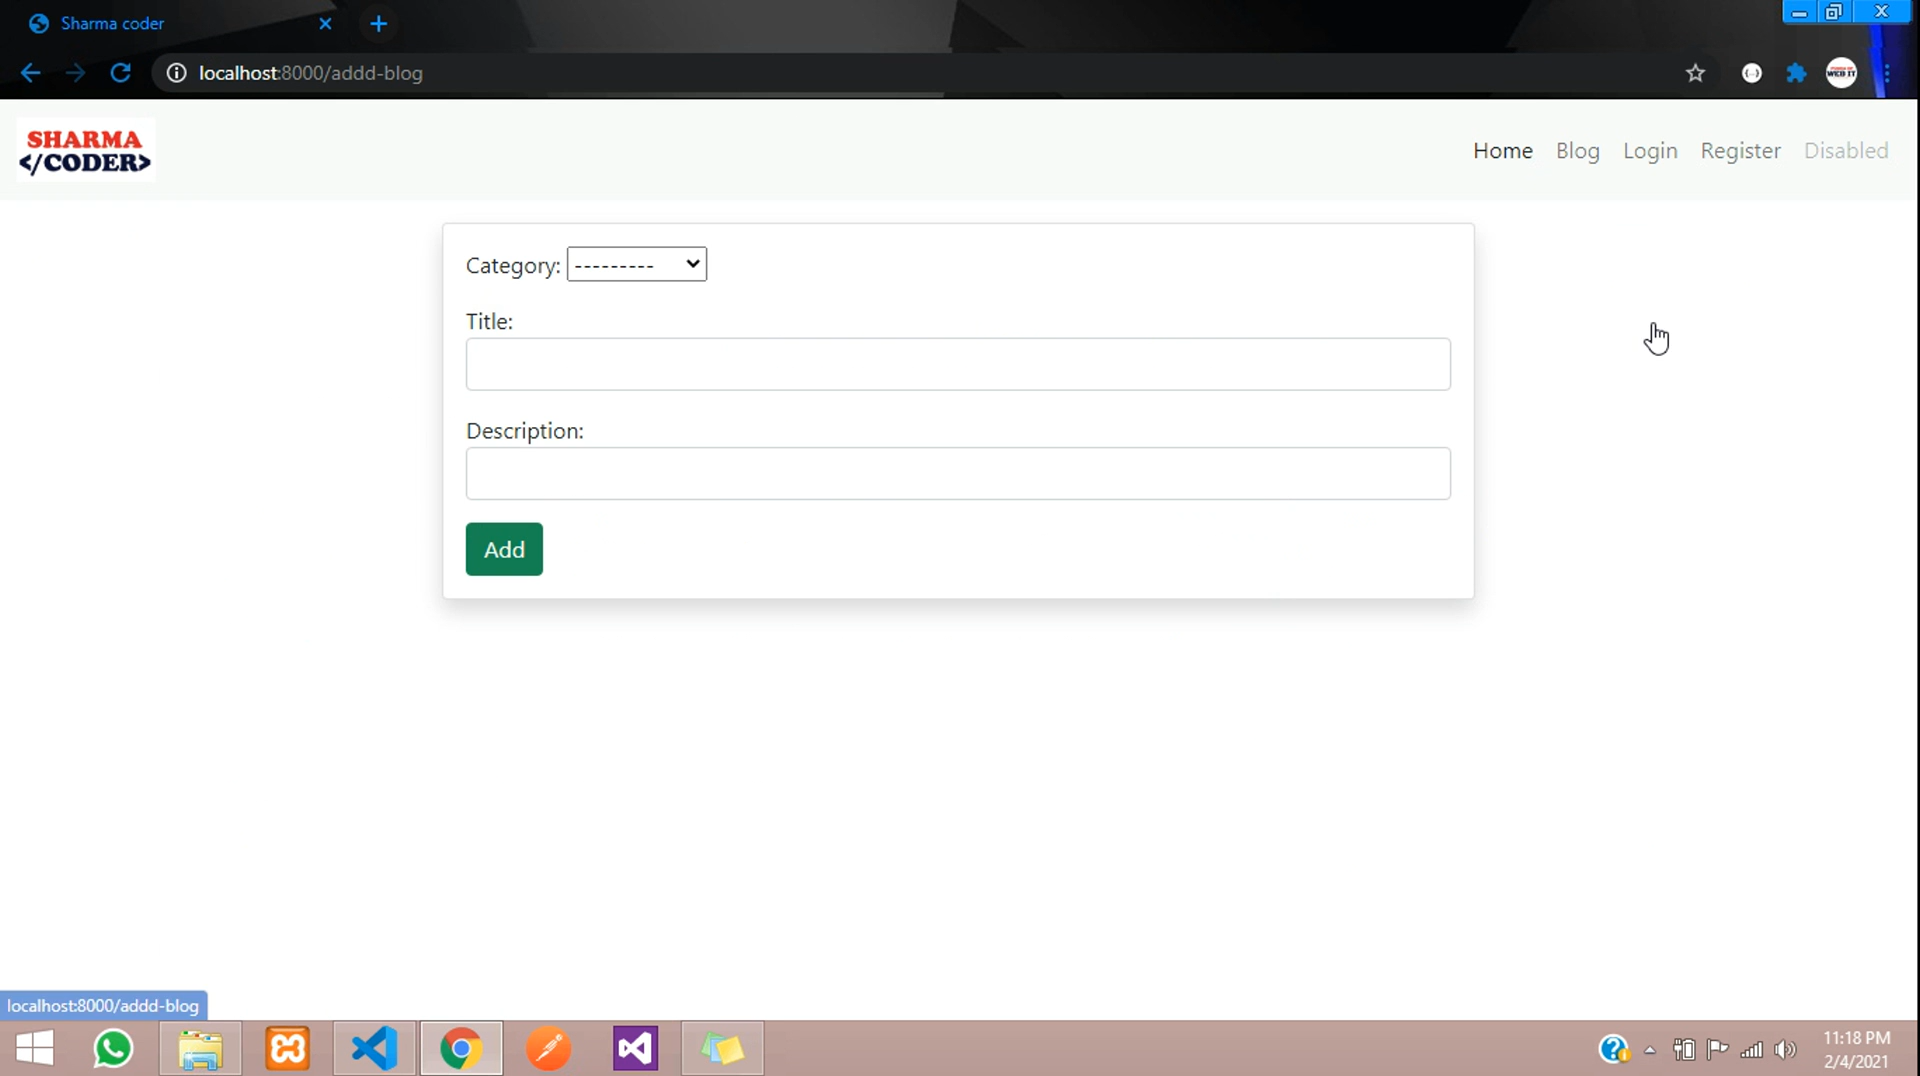 Sharma coder
localhost:8000/addd-blog
SHARMA
</CODER>
Home Blog Login Register Disabled
Category: ---------
Title:
Description:
Add
localhost:8000/addd-blog
11:18 PM
2/4/2021